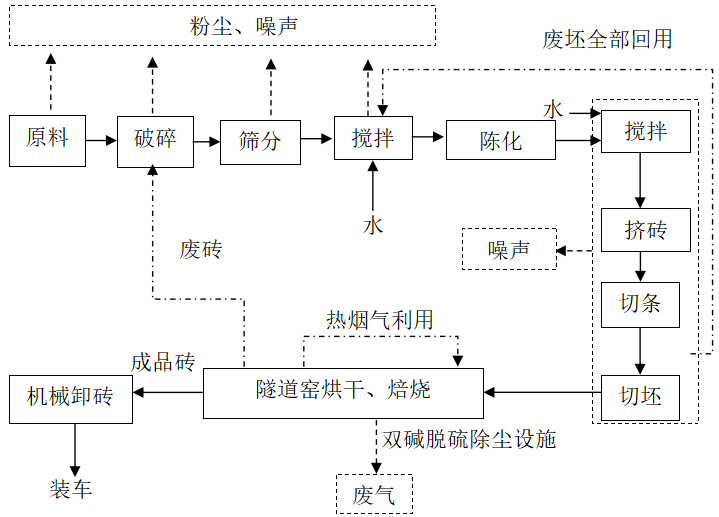 粉尘、噪声
废坯全部回用
水
原料
破碎
筛分
搅拌
陈化
搅拌
水
废砖
噪声
挤砖
切条
热烟气利用
成品砖
机械卸砖
隧道窑烘干、焙烧
切坯
双碱脱硫除尘设施
装车
废气